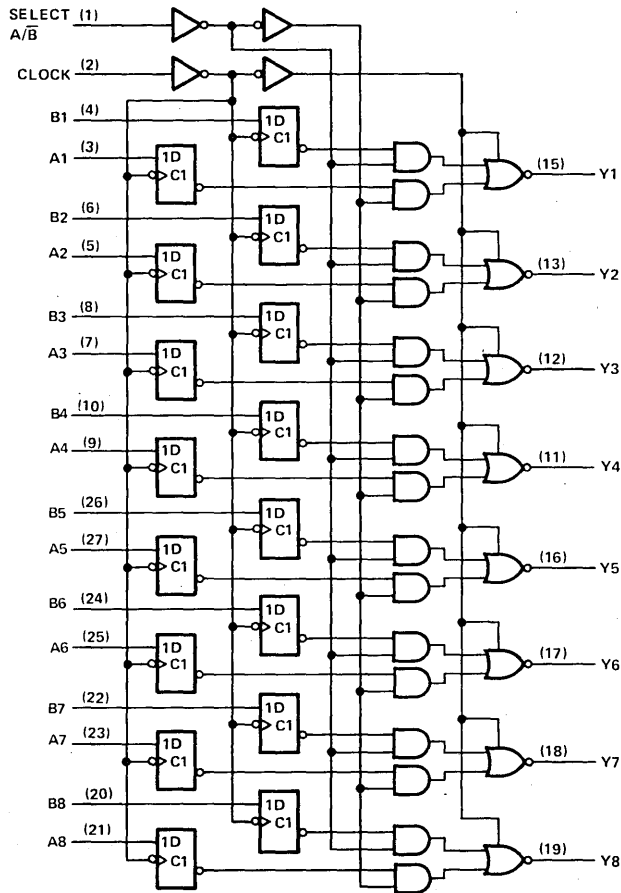 SELECT (1)
A/B̅
CLOCK (2)
B1 (4) 1D
C1
A1 (3) 1D
C1
(15) Y1
B2 (6) 1D
C1
A2 (5) 1D
C1
(13) Y2
B3 (8) 1D
C1
A3 (7) 1D
C1
(12) Y3
B4 (10) 1D
C1
A4 (9) 1D
C1
(11) Y4
B5 (26) 1D
C1
A5 (27) 1D
C1
(16) Y5
B6 (24) 1D
C1
A6 (25) 1D
C1
(17) Y6
B7 (22) 1D
C1
A7 (23) 1D
C1
(18) Y7
B8 (20) 1D
C1
A8 (21) 1D
C1
(19) Y8